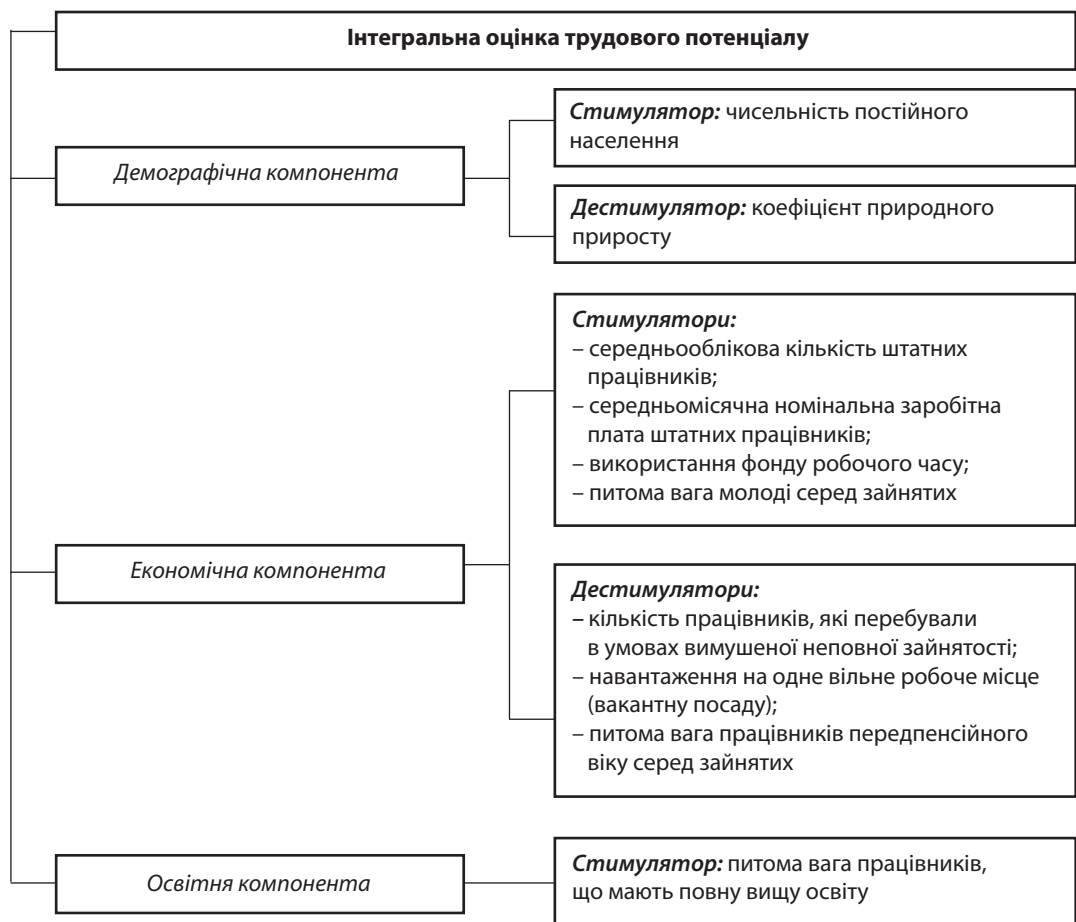 Інтегральна оцінка трудового потенціалу
Демографічна компонента
Стимулятор: чисельність постійного
населення
Дестимулятор: коефіцієнт природного
приросту
Економічна компонента
Стимулятори:
– середньооблікова кількість штатних
працівників;
– середньомісячна номінальна заробітна
плата штатних працівників;
– використання фонду робочого часу;
– питома вага молоді серед зайнятих
Дестимулятори:
– кількість працівників, які перебували
в умовах вимушеної неповної зайнятості;
– навантаження на одне вільне робоче місце
(вакантну посаду);
– питома вага працівників передпенсійного
віку серед зайнятих
Освітня компонента
Стимулятор: питома вага працівників,
що мають повну вищу освіту